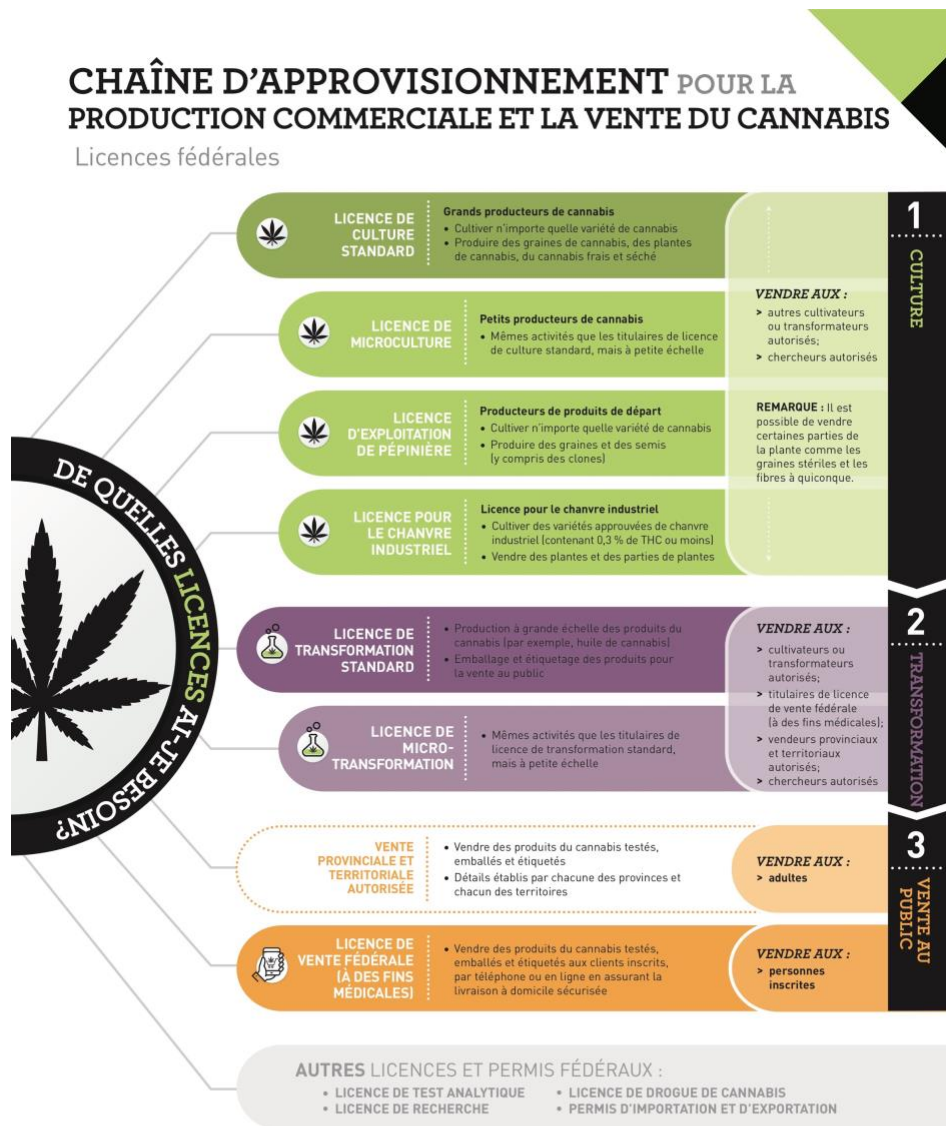 CHAÎNE D'APPROVISIONNEMENT POUR LA
PRODUCTION COMMERCIALE ET LA VENTE DU CANNABIS
Licences fédérales
DE QUELLES LICENCES AI-JE BESOIN?
LICENCE DE
CULTURE
STANDARD
Grands producteurs de cannabis
• Cultiver n'importe quelle variété de cannabis
• Produire des graines de cannabis, des plantes
de cannabis, du cannabis frais et séché
LICENCE DE
MICROCULTURE
Petits producteurs de cannabis
• Mêmes activités que les titulaires de licence
de culture standard, mais à petite échelle
LICENCE
D'EXPLOITATION
DE PÉPINIÈRE
Producteurs de produits de départ
• Cultiver n'importe quelle variété de cannabis
• Produire des graines et des semis
(y compris des clones)
LICENCE POUR
LE CHANVRE
INDUSTRIEL
Licence pour le chanvre industriel
• Cultiver des variétés approuvées de chanvre
industriel (contenant 0,3 % de THC ou moins)
• Vendre des plantes et des parties de plantes
VENDRE AUX :
> autres cultivateurs
ou transformateurs
autorisés;
> chercheurs autorisés
REMARQUE : Il est
possible de vendre
certaines parties de
la plante comme les
graines stériles et les
fibres à quiconque.
1
CULTURE
LICENCE DE
TRANSFORMATION
STANDARD
• Production à grande échelle des produits du
cannabis (par exemple, huile de cannabis)
• Emballage et étiquetage des produits pour
la vente au public
LICENCE DE
MICRO-
TRANSFORMATION
• Mêmes activités que les titulaires de
licence de transformation standard,
mais à petite échelle
VENDRE AUX :
> cultivateurs ou
transformateurs
autorisés;
> titulaires de licence
de vente fédérale
(à des fins médicales);
> vendeurs provinciaux
et territoriaux
autorisés;
> chercheurs autorisés
2
TRANSFORMATION
VENTE
PROVINCIALE ET
TERRITORIALE
AUTORISÉE
• Vendre des produits du cannabis testés,
emballés et étiquetés
• Détails établis par chacune des provinces et
chacun des territoires
VENDRE AUX :
> adultes
LICENCE DE
VENTE FÉDÉRALE
(À DES FINS
MÉDICALES)
• Vendre des produits du cannabis testés,
emballés et étiquetés aux clients inscrits,
par téléphone ou en ligne en assurant la
livraison à domicile sécurisée
VENDRE AUX :
> personnes
inscrites
3
VENTE AU
PUBLIC
AUTRES LICENCES ET PERMIS FÉDÉRAUX :
• LICENCE DE TEST ANALYTIQUE
• LICENCE DE RECHERCHE
• LICENCE DE DROGUE DE CANNABIS
• PERMIS D'IMPORTATION ET D'EXPORTATION